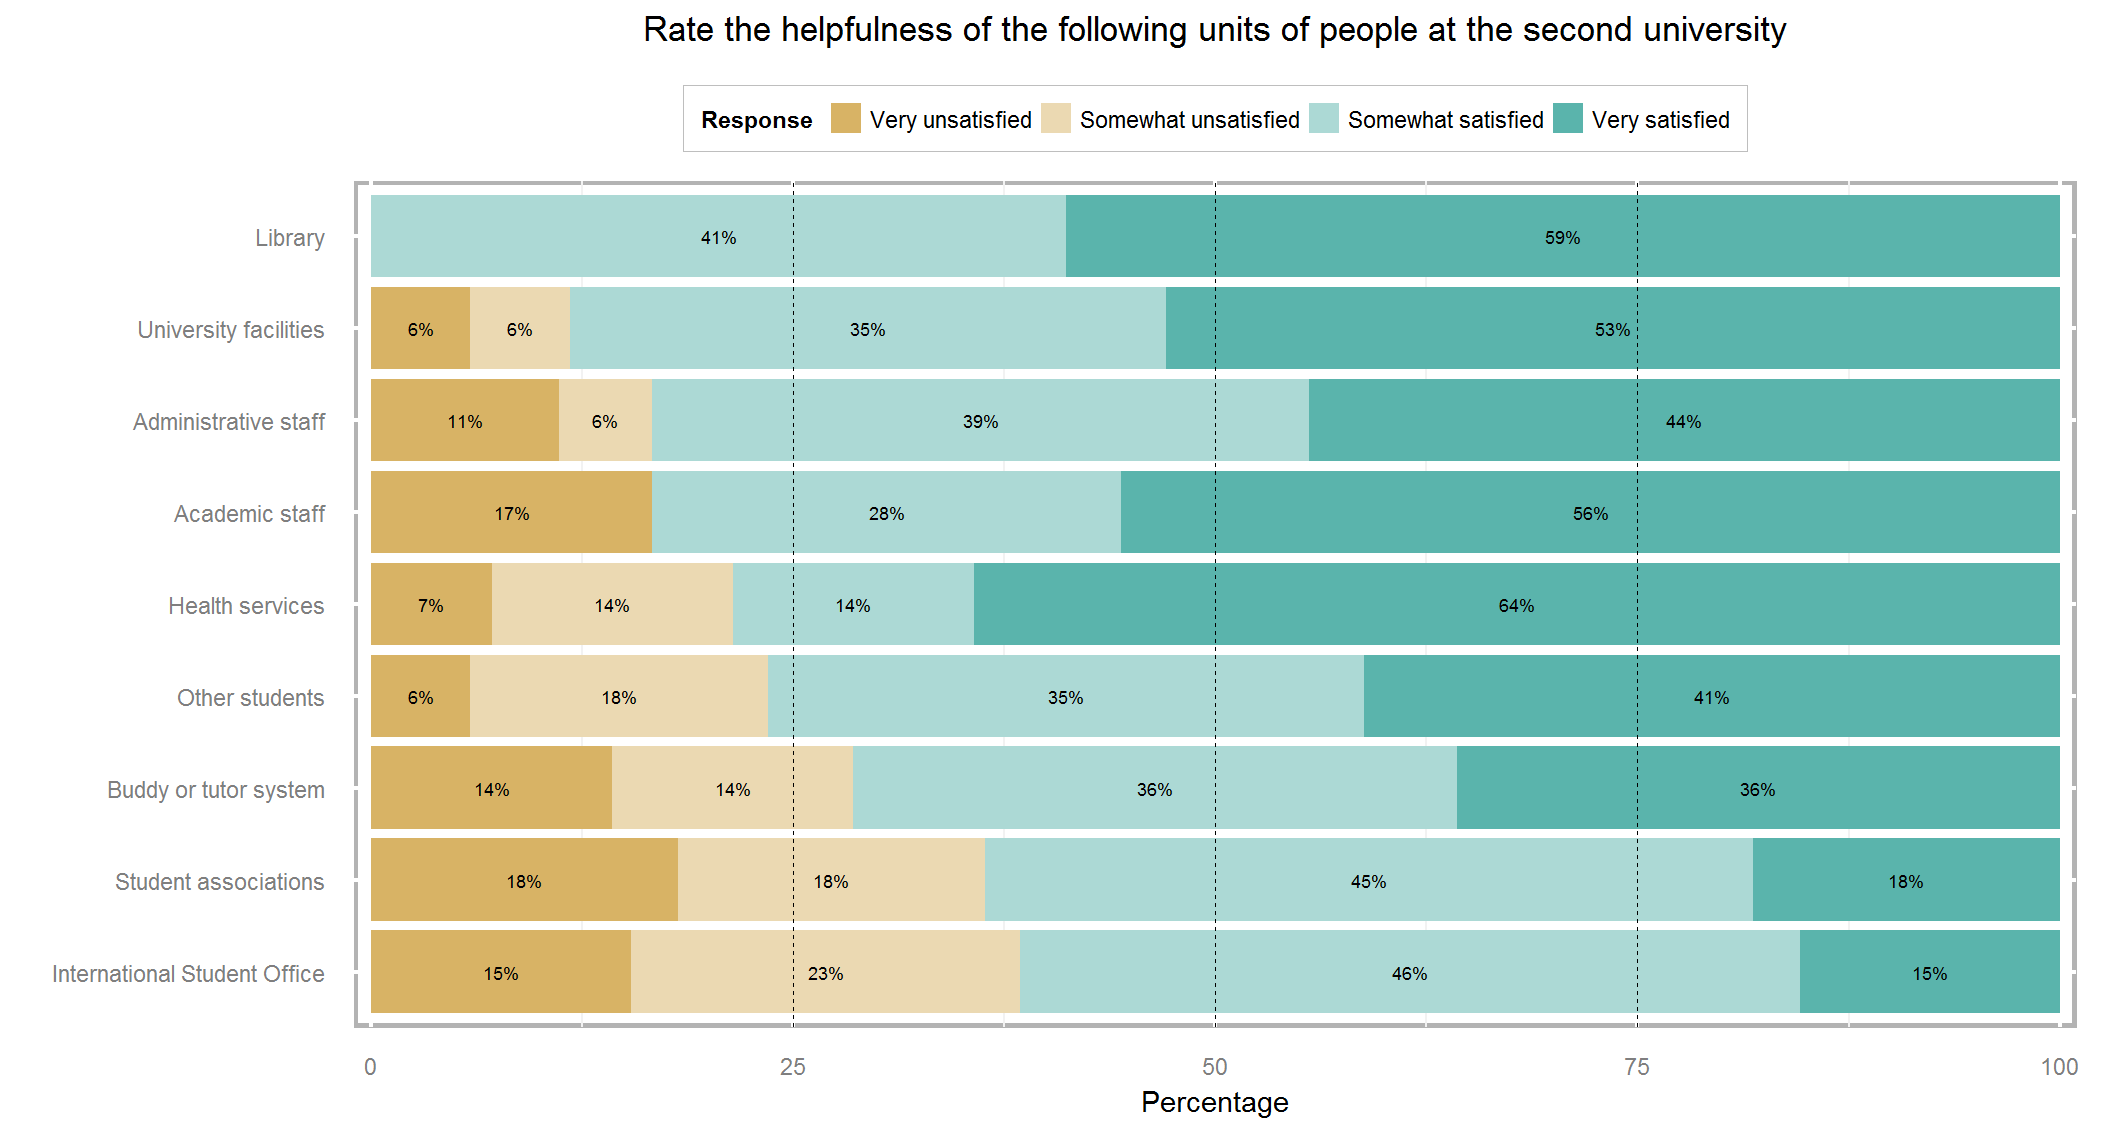 Rate the helpfulness of the following units of people at the second university
Response Very unsatisfied Somewhat unsatisfied Somewhat satisfied Very satisfied
Library 41% 59%
University facilities 6% 6% 35% 53%
Administrative staff 11% 6% 39% 44%
Academic staff 17% 28% 56%
Health services 7% 14% 14% 64%
Other students 6% 18% 35% 41%
Buddy or tutor system 14% 14% 36% 36%
Student associations 18% 18% 45% 18%
International Student Office 15% 23% 46% 15%
0 25 50 75 100
Percentage